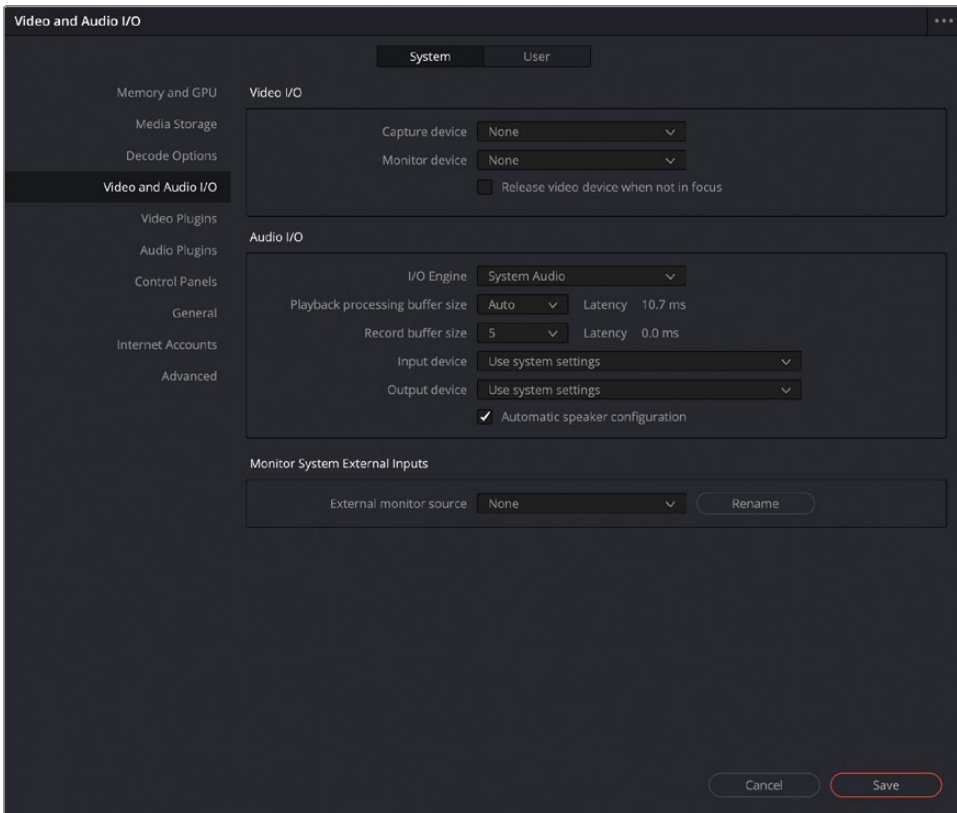 Video and Audio I/O
System User
Memory and GPU
Media Storage
Decode Options
Video and Audio I/O
Video Plugins
Audio Plugins
Control Panels
General
Internet Accounts
Advanced
Video I/O
Capture device None
Monitor device None
Release video device when not in focus
Audio I/O
I/O Engine System Audio
Playback processing buffer size Auto Latency 10.7 ms
Record buffer size 5 Latency 0.0 ms
Input device Use system settings
Output device Use system settings
Automatic speaker configuration
Monitor System External Inputs
External monitor source None Rename
Cancel Save